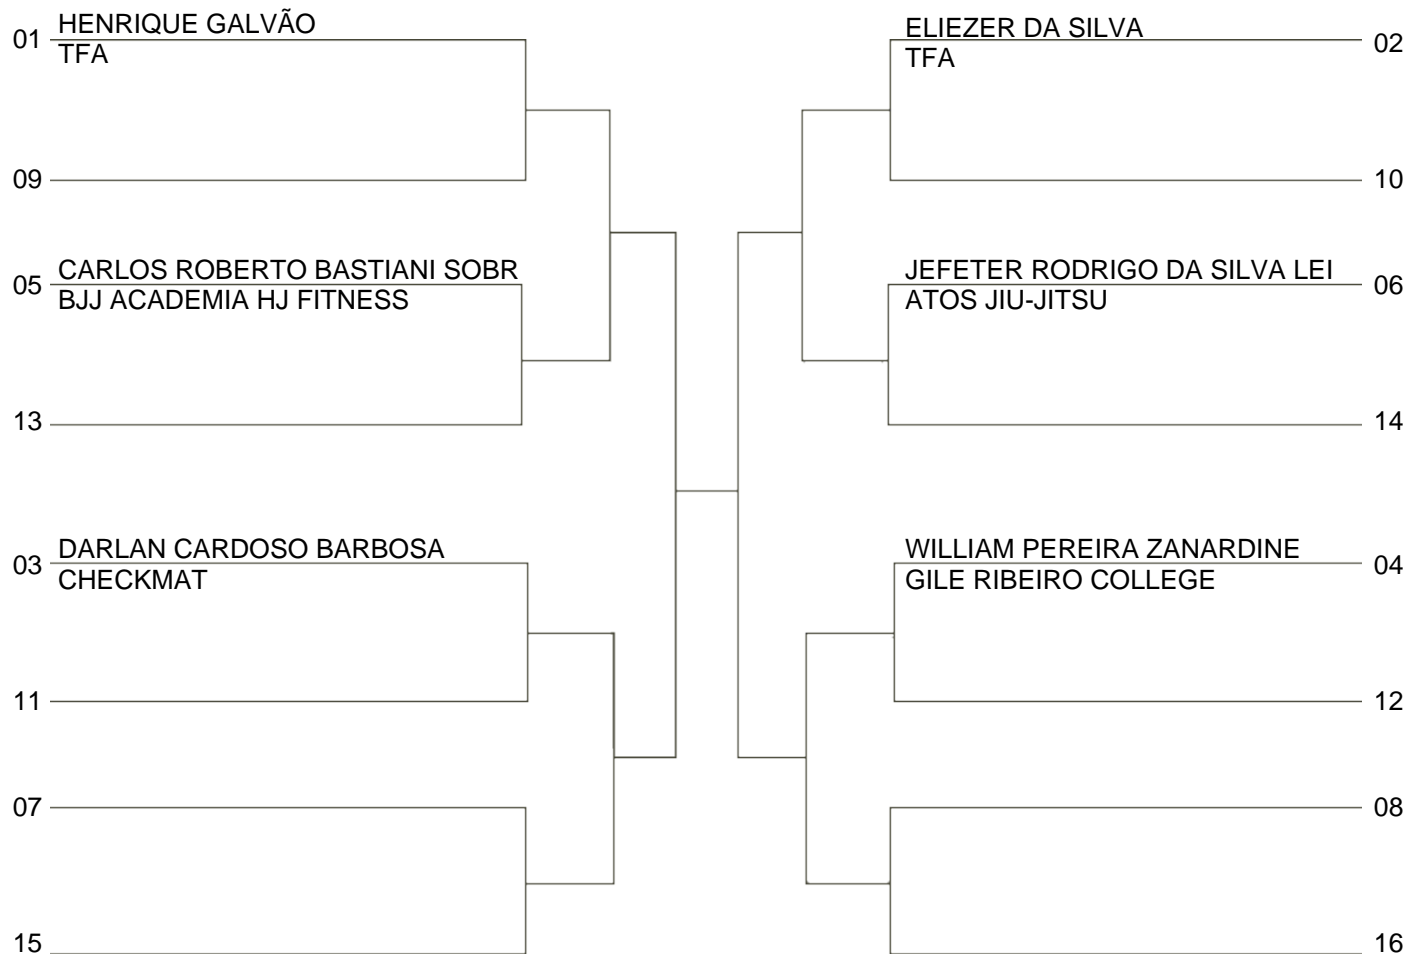 01 HENRIQUE GALVÃO
TFA
09
05 CARLOS ROBERTO BASTIANI SOBR
BJJ ACADEMIA HJ FITNESS
13
03 DARLAN CARDOSO BARBOSA
CHECKMAT
11
07
15
ELIEZER DA SILVA 02
TFA
10
JEFETER RODRIGO DA SILVA LEI 06
ATOS JIU-JITSU
14
WILLIAM PEREIRA ZANARDINE 04
GILE RIBEIRO COLLEGE
12
08
16